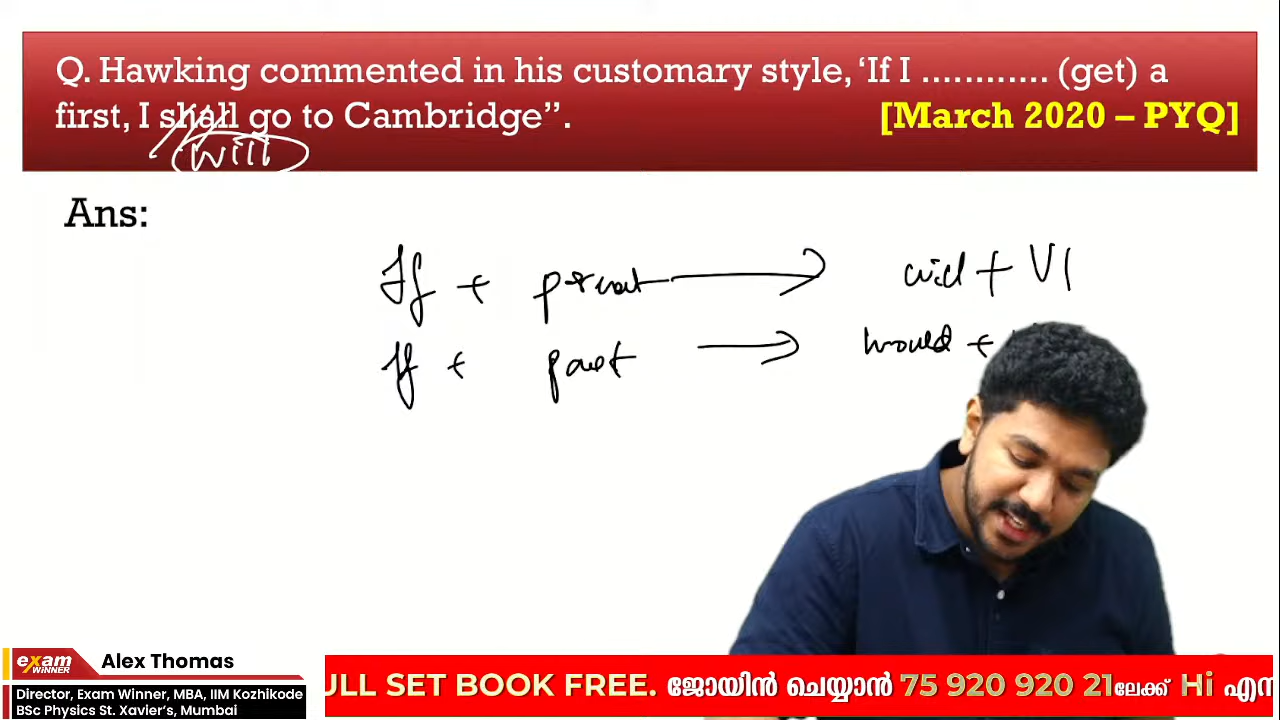 Q. Hawking commented in his customary style, ‘If I ............ (get) a
first, I shall go to Cambridge”. [March 2020 – PYQ]
will
Ans:
If + present will + V1
If + past would +
exam WINNER Alex Thomas
Director, Exam Winner, MBA, IIM Kozhikode
BSc Physics St. Xavier's, Mumbai
ULL SET BOOK FREE. ജോയിൻ ചെയ്യാൻ 75 920 920 21ലേക്ക് Hi എന